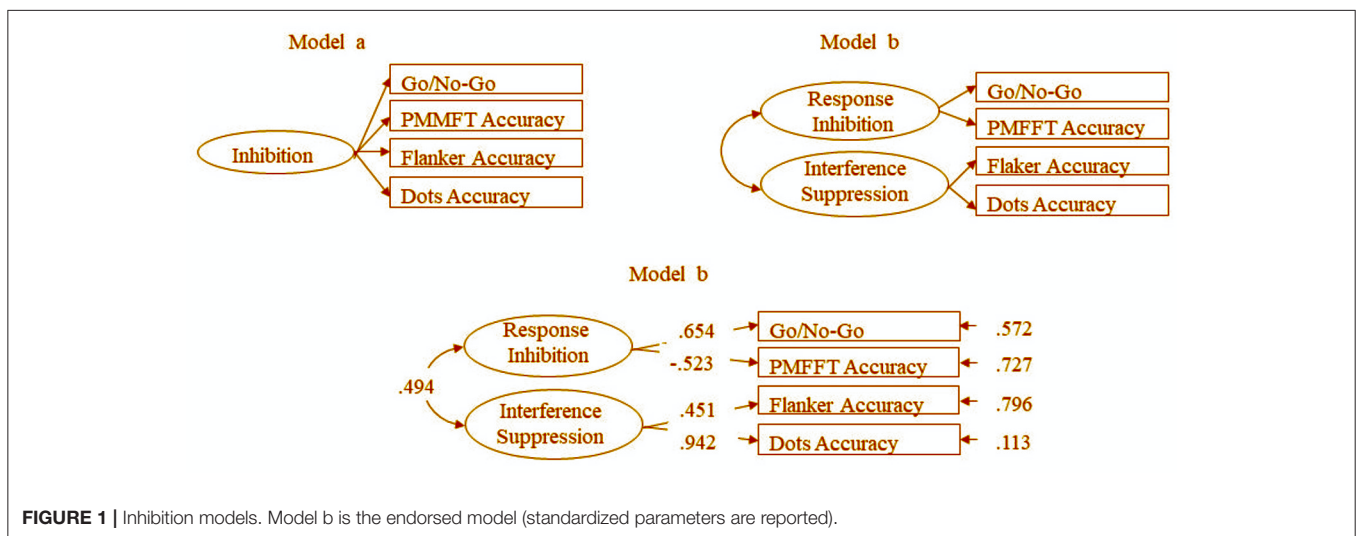 Model a
Inhibition
Go/No-Go
PMMFT Accuracy
Flanker Accuracy
Dots Accuracy
Model b
Response
Inhibition
Interference
Suppression
Go/No-Go
PMFFT Accuracy
Flaker Accuracy
Dots Accuracy
Model b
.494
Response
Inhibition
Interference
Suppression
.654
-.523
.451
.942
Go/No-Go
PMFFT Accuracy
Flanker Accuracy
Dots Accuracy
.572
.727
.796
.113
FIGURE 1 | Inhibition models. Model b is the endorsed model (standardized parameters are reported).